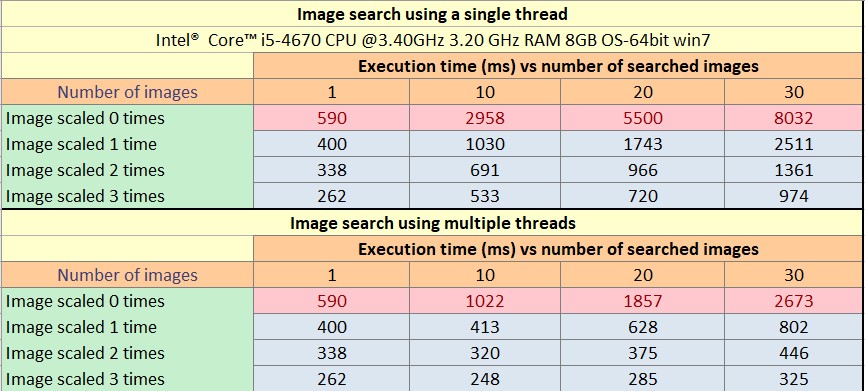 Image search using a single thread
Intel® Core™ i5-4670 CPU @3.40GHz 3.20 GHz RAM 8GB OS-64bit win7
Execution time (ms) vs number of searched images
Number of images 1 10 20 30
Image scaled 0 times 590 2958 5500 8032
Image scaled 1 time 400 1030 1743 2511
Image scaled 2 times 338 691 966 1361
Image scaled 3 times 262 533 720 974
Image search using multiple threads
Execution time (ms) vs number of searched images
Number of images 1 10 20 30
Image scaled 0 times 590 1022 1857 2673
Image scaled 1 time 400 413 628 802
Image scaled 2 times 338 320 375 446
Image scaled 3 times 262 248 285 325